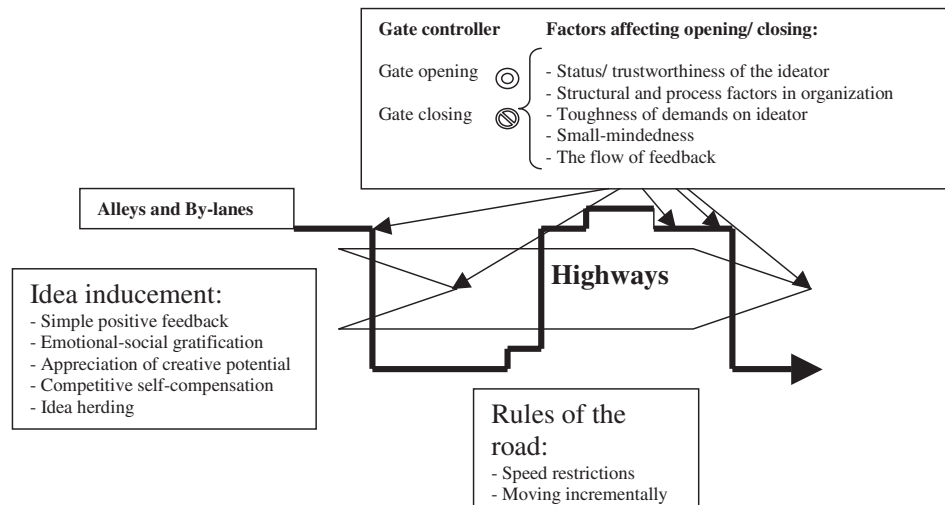 Gate controller
Factors affecting opening/ closing:
Gate opening
Gate closing
- Status/ trustworthiness of the ideator
- Structural and process factors in organization
- Toughness of demands on ideator
- Small-mindedness
- The flow of feedback
Alleys and By-lanes
Highways
Idea inducement:
- Simple positive feedback
- Emotional-social gratification
- Appreciation of creative potential
- Competitive self-compensation
- Idea herding
Rules of the
road:
- Speed restrictions
- Moving incrementally